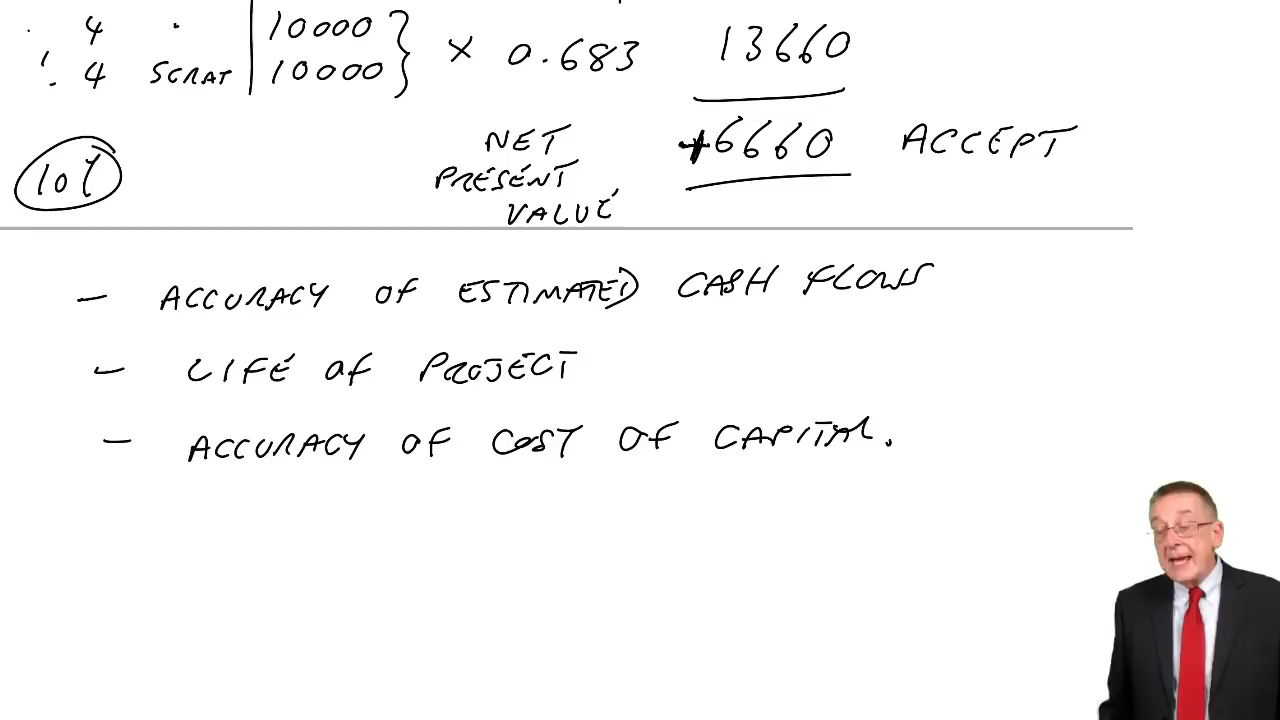 4 " 10000
4 SCRAP 10000 } × 0.683 13660
NET +6660 ACCEPT
10% PRESENT
VALUE
- ACCURACY OF ESTIMATED CASH FLOWS
- LIFE OF PROJECT
- ACCURACY OF COST OF CAPITAL.